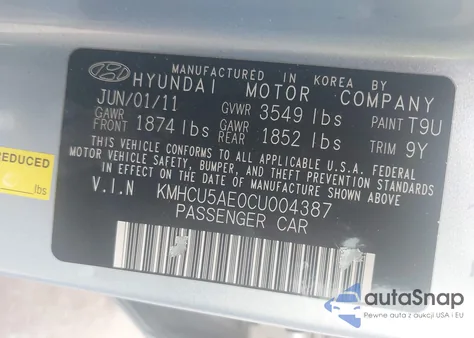 MANUFACTURED IN KOREA BY
HYUNDAI MOTOR COMPANY
JUN/01/11 GVWR 3549 lbs PAINT T9U
GAWR FRONT 1874 lbs GAWR REAR 1852 lbs TRIM 9Y
THIS VEHICLE CONFORMS TO ALL APPLICABLE U.S.A. FEDERAL
MOTOR VEHICLE SAFETY, BUMPER, AND THEFT PREVENTION STANDARDS
IN EFFECT ON THE DATE OF MANUFACTURE SHOWN ABOVE.
V.I.N KMHCU5AE0CU004387
PASSENGER CAR
REDUCED
lbs
autoSnap
Pewne auta z aukcji USA i EU